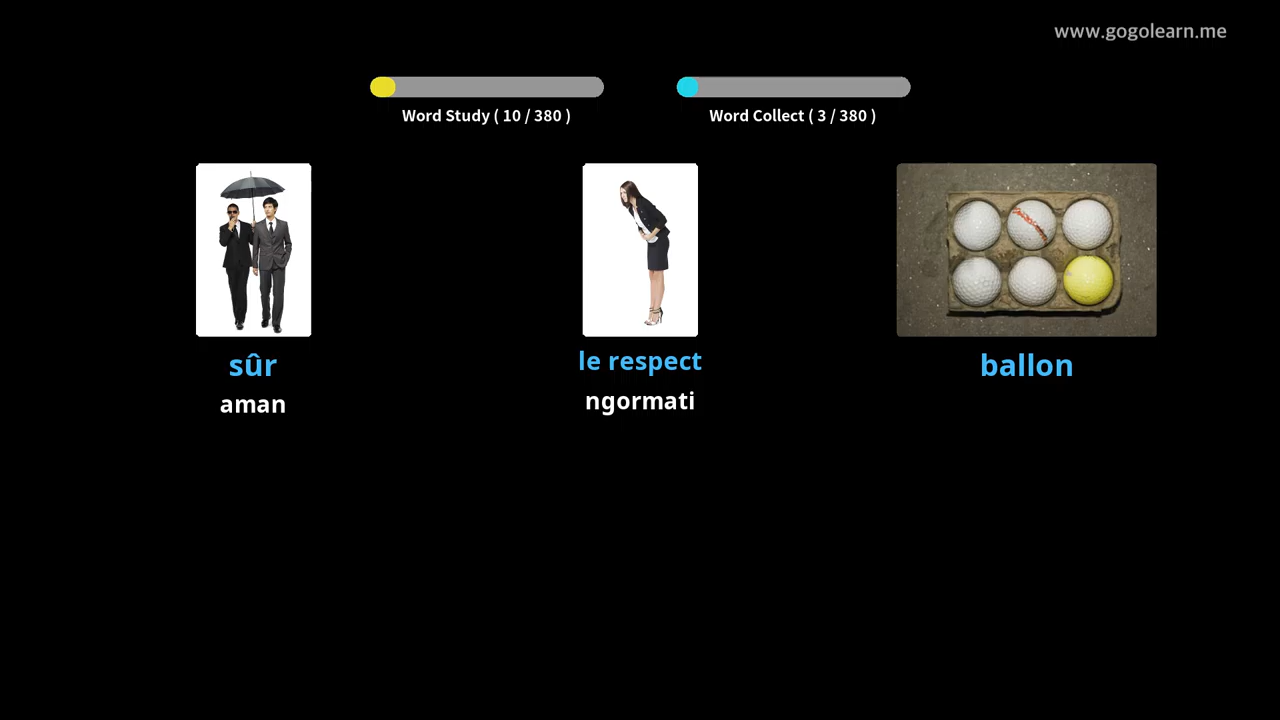 www.gogolearn.me
Word Study ( 10 / 380 )
Word Collect ( 3 / 380 )
sûr
aman
le respect
ngormati
ballon